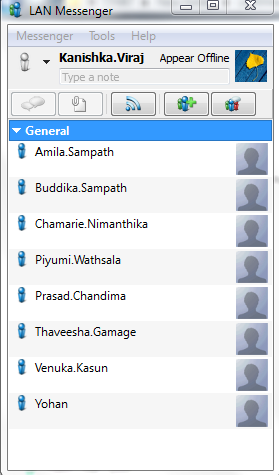 LAN Messenger
Messenger Tools Help
Kanishka.Viraj Appear Offline
Type a note
General
Amila.Sampath
Buddika.Sampath
Chamarie.Nimanthika
Piyumi.Wathsala
Prasad.Chandima
Thaveesha.Gamage
Venuka.Kasun
Yohan